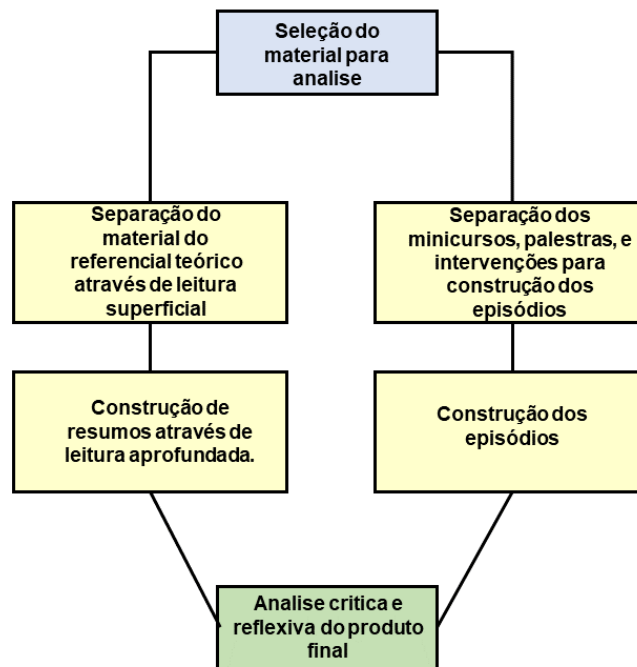 Seleção do
material para
analise
Separação do
material do
referencial teórico
através de leitura
superficial
Separação dos
minicursos, palestras, e
intervenções para
construção dos
episódios
Construção de
resumos através de
leitura aprofundada.
Construção dos
episódios
Analise critica e
reflexiva do produto
final